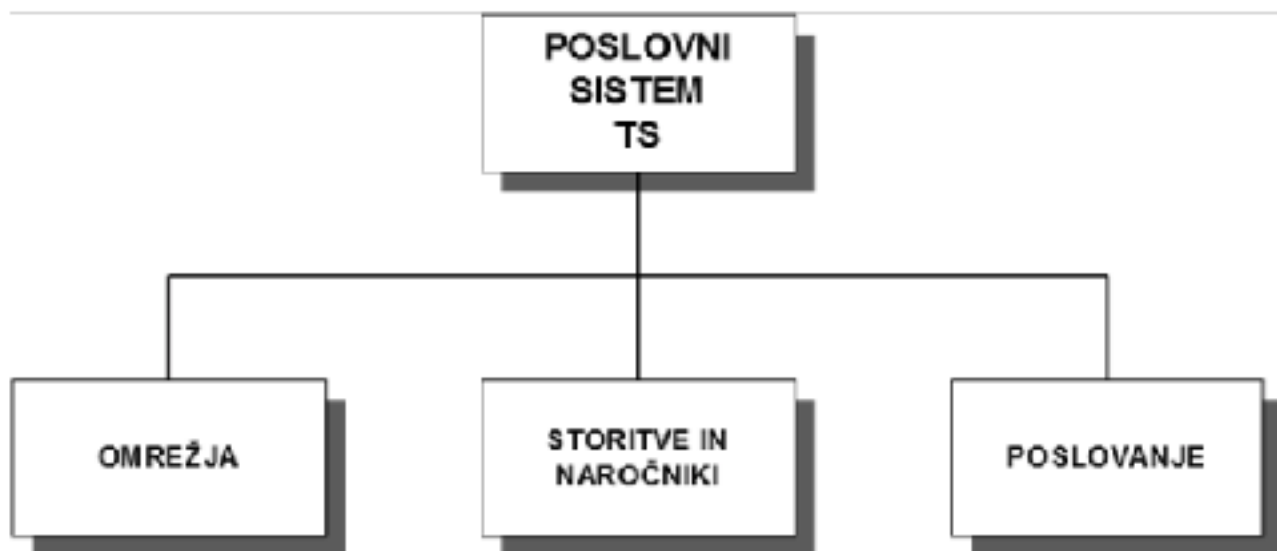 POSLOVNI
SISTEM
TS
OMREŽJA
STORITVE IN
NAROČNIKI
POSLOVANJE